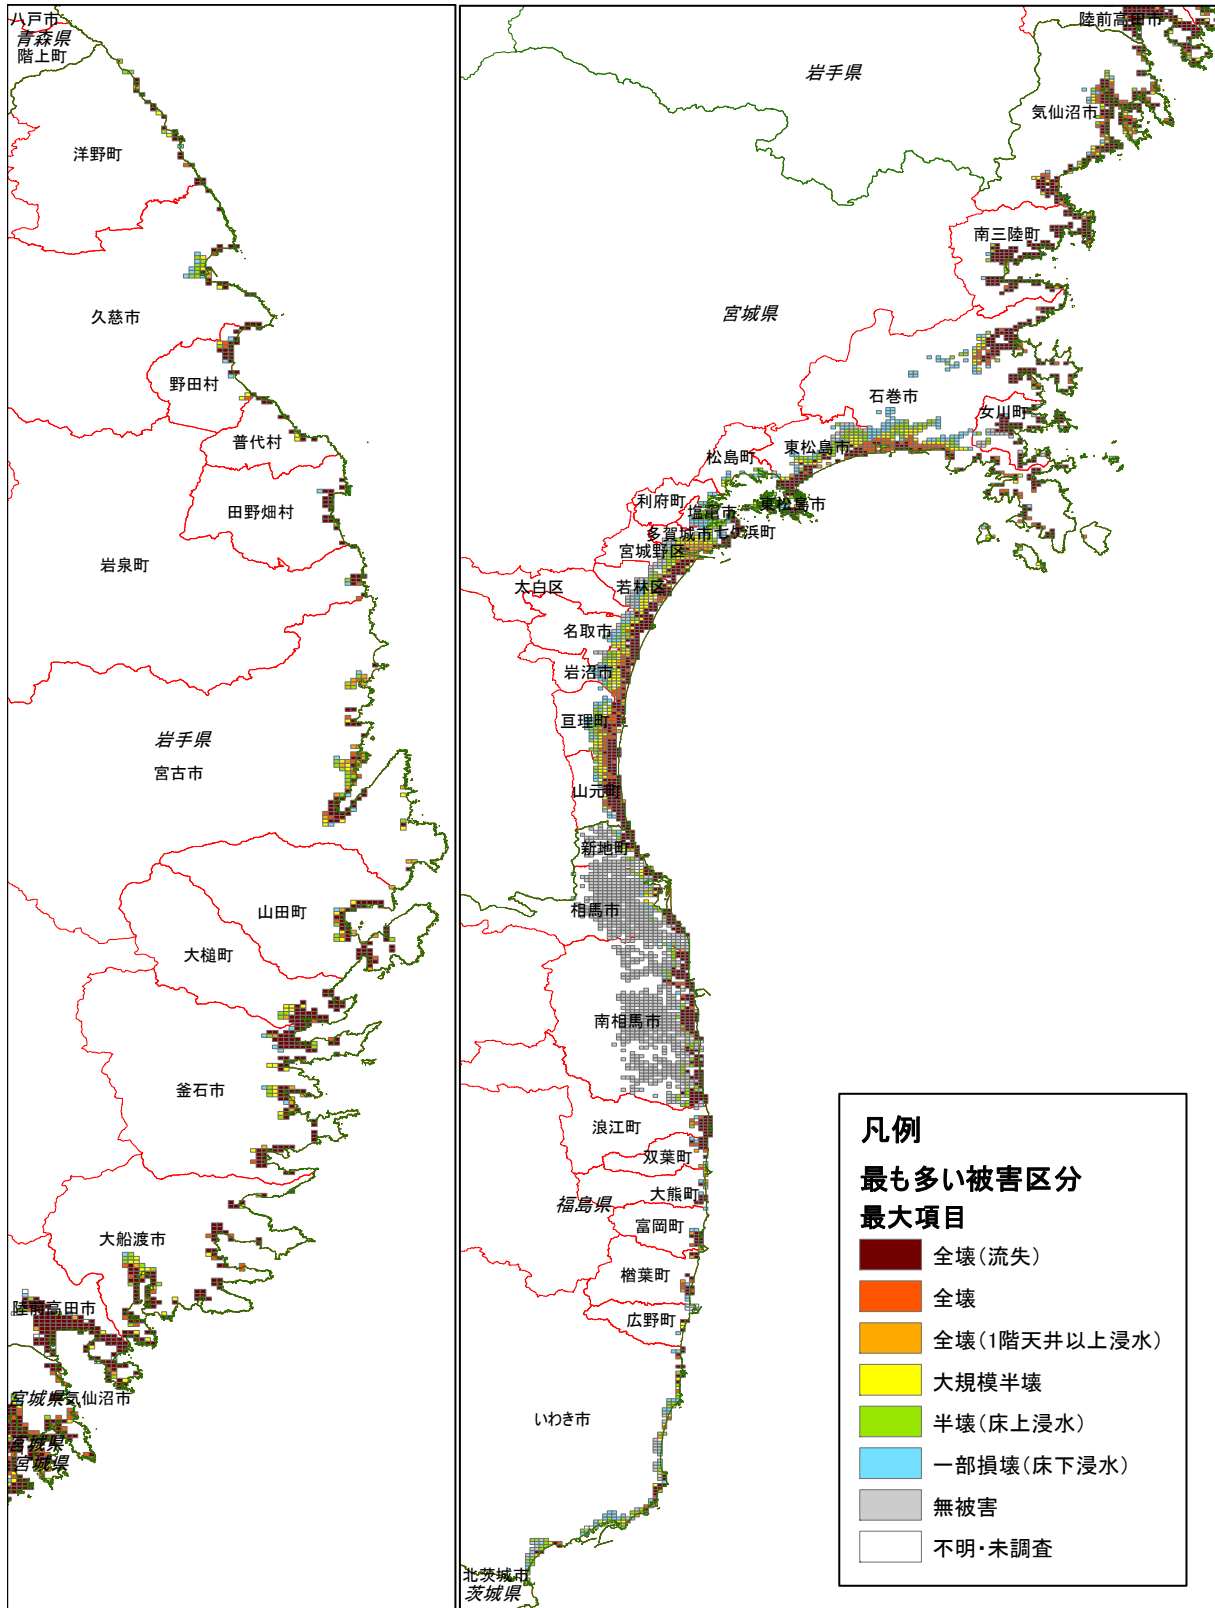 八戸市
青森県
階上町
洋野町
久慈市
野田村
普代村
田野畑村
岩泉町
岩手県
宮古市
山田町
大槌町
釜石市
大船渡市
陸前高田市
宮城県
気仙沼市
宮城県
宮城県
陸前高田市
岩手県
気仙沼市
南三陸町
宮城県
石巻市
女川町
東松島市
松島町
利府町
東松島市
塩竈市
多賀城市
七ヶ浜町
宮城野区
太白区
若林区
名取市
岩沼市
亘理町
山元町
新地町
相馬市
南相馬市
浪江町
双葉町
大熊町
福島県
富岡町
楢葉町
広野町
いわき市
北茨城市
茨城県
凡例
最も多い被害区分
最大項目
全壊(流失)
全壊
全壊(1階天井以上浸水)
大規模半壊
半壊(床上浸水)
一部損壊(床下浸水)
無被害
不明・未調査